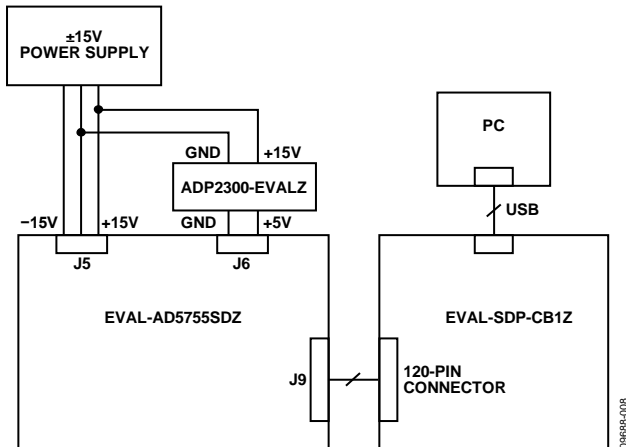 ±15V
POWER SUPPLY
PC
GND
+15V
ADP2300-EVALZ
USB
−15V
+15V
GND
+5V
J5
J6
EVAL-AD5755SDZ
EVAL-SDP-CB1Z
J9
120-PIN
CONNECTOR
09688-008